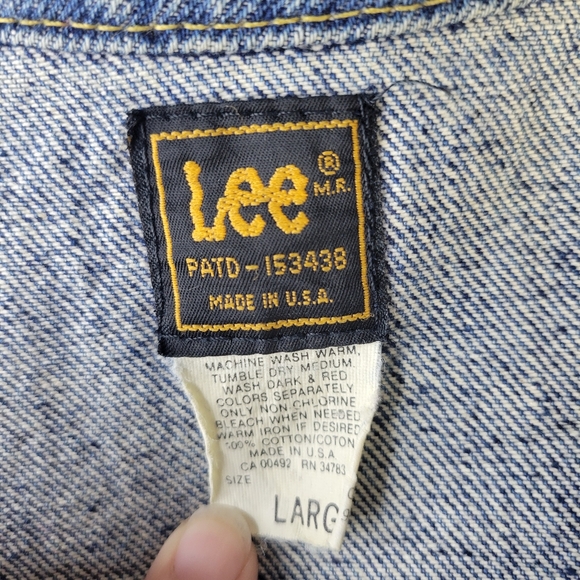 Lee ®
M.R.
PATD-153438
MADE IN U.S.A.
MACHINE WASH WARM,
TUMBLE DRY MEDIUM.
WASH DARK & RED
COLORS SEPARATELY
ONLY NON-CHLORINE
BLEACH WHEN NEEDED
WARM IRON IF DESIRED
100% COTTON/COTON
MADE IN U.S.A
CA 00492 RN 34783
SIZE
LARG